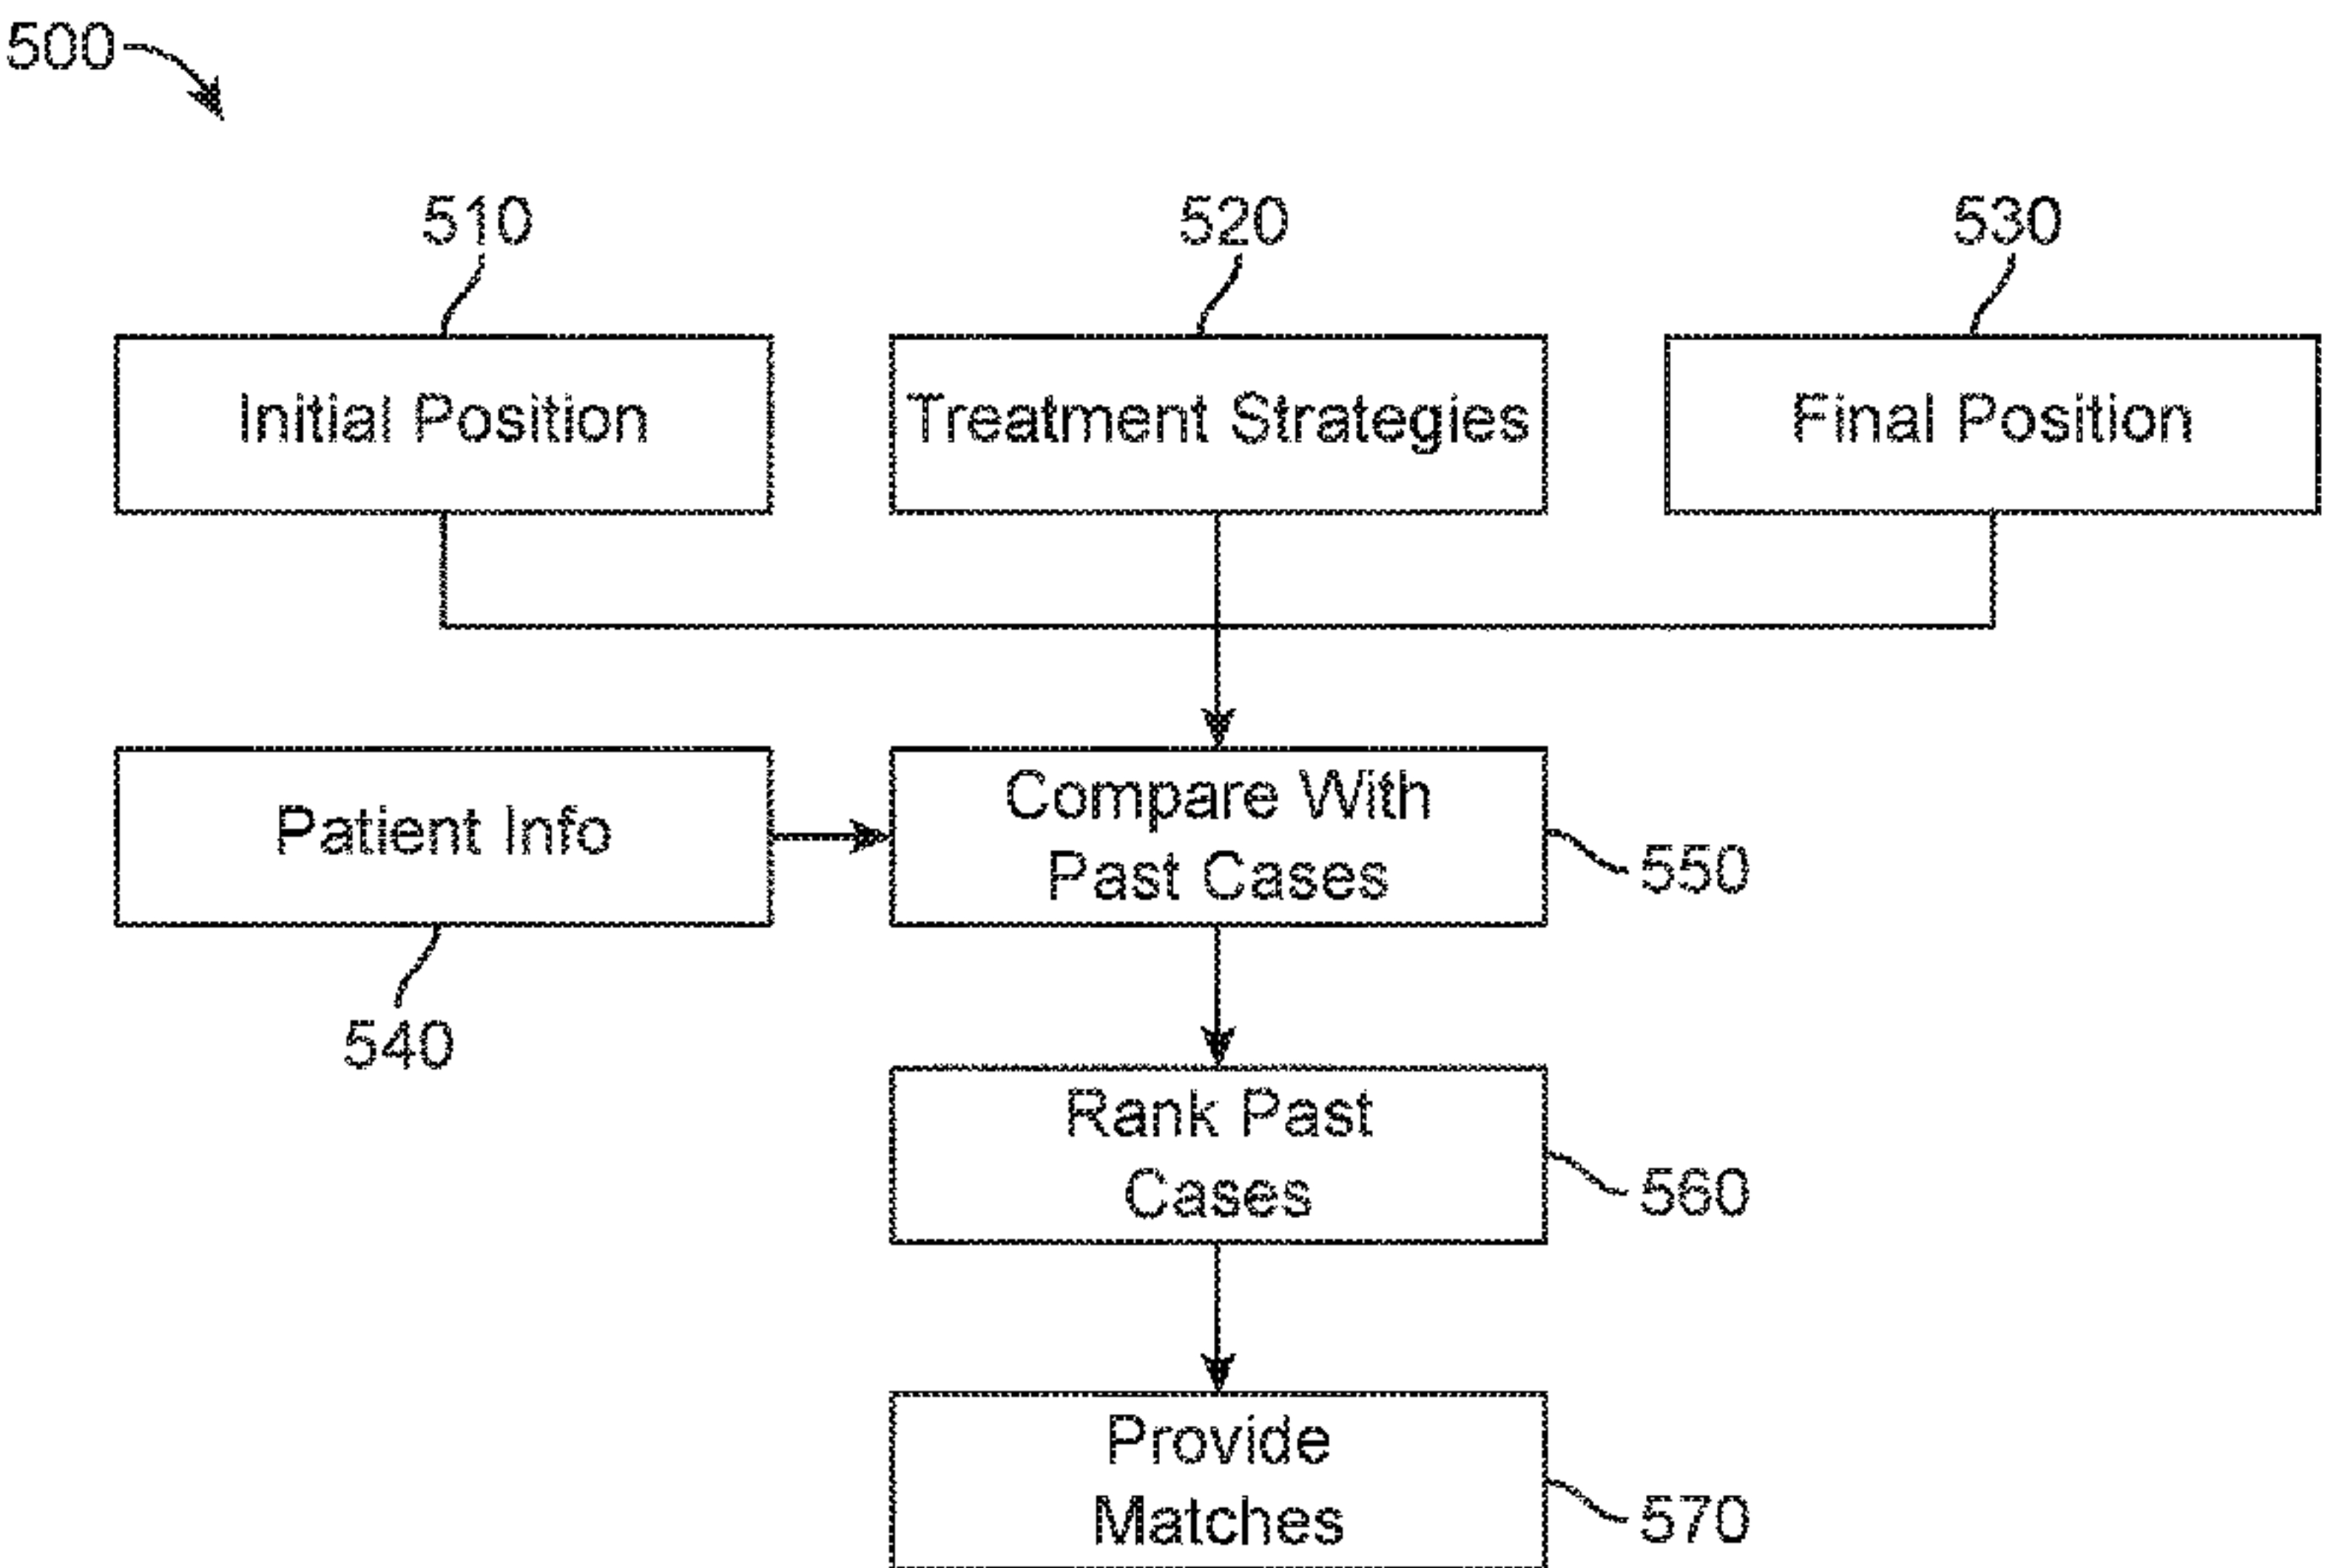 500
510
520
530
Initial Position
Treatment Strategies
Final Position
Patient Info
Compare With
Past Cases
550
540
Rank Past
Cases
560
Provide
Matches
570